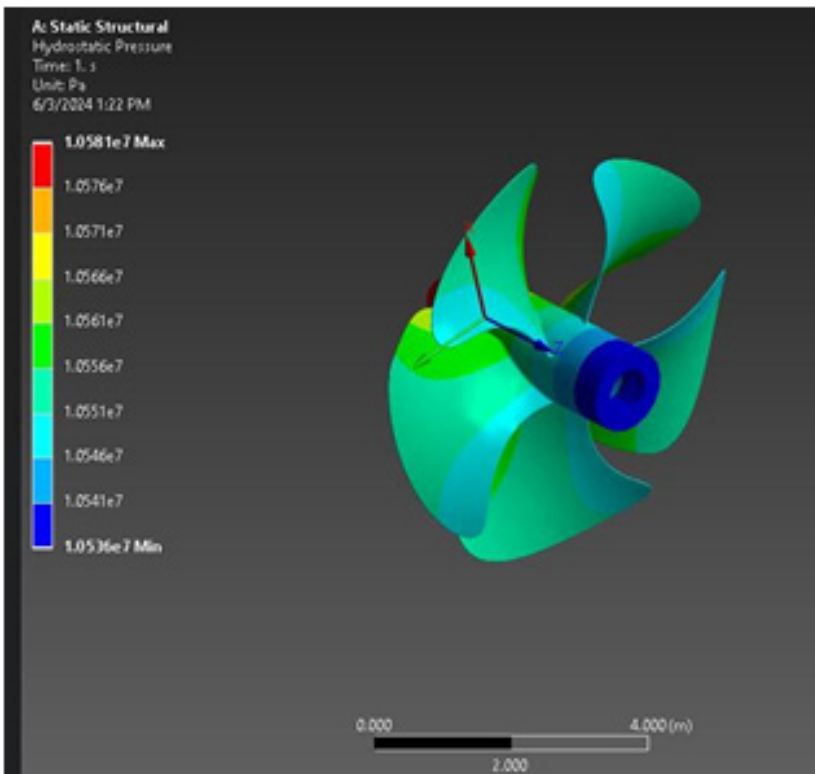 A: Static Structural
Hydrostatic Pressure
Time: 1. s
Unit: Pa
6/3/2024 1:22 PM
1.0581e7 Max
1.0576e7
1.0571e7
1.0566e7
1.0561e7
1.0556e7
1.0551e7
1.0546e7
1.0541e7
1.0536e7 Min
0.000
4.000 (m)
2.000